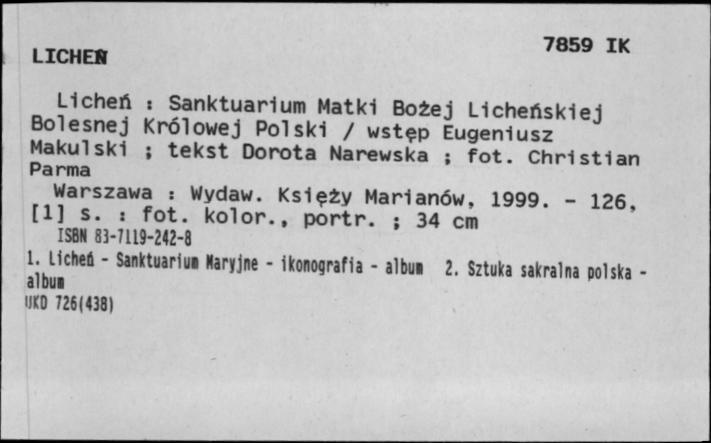 7859 IK
LICHEŃ
Licheń : Sanktuarium Matki Bożej Licheńskiej
Bolesnej Królowej Polski / wstęp Eugeniusz
Makulski ; tekst Dorota Narewska ; fot. Christian
Parma
Warszawa : Wydaw. Księży Marianów, 1999. - 126,
[1] s. : fot. kolor., portr. ; 34 cm
ISBN 83-7119-242-8
1. Licheń - Sanktuarium Maryjne - ikonografia - album 2. Sztuka sakralna polska -
album
UKD 726(438)